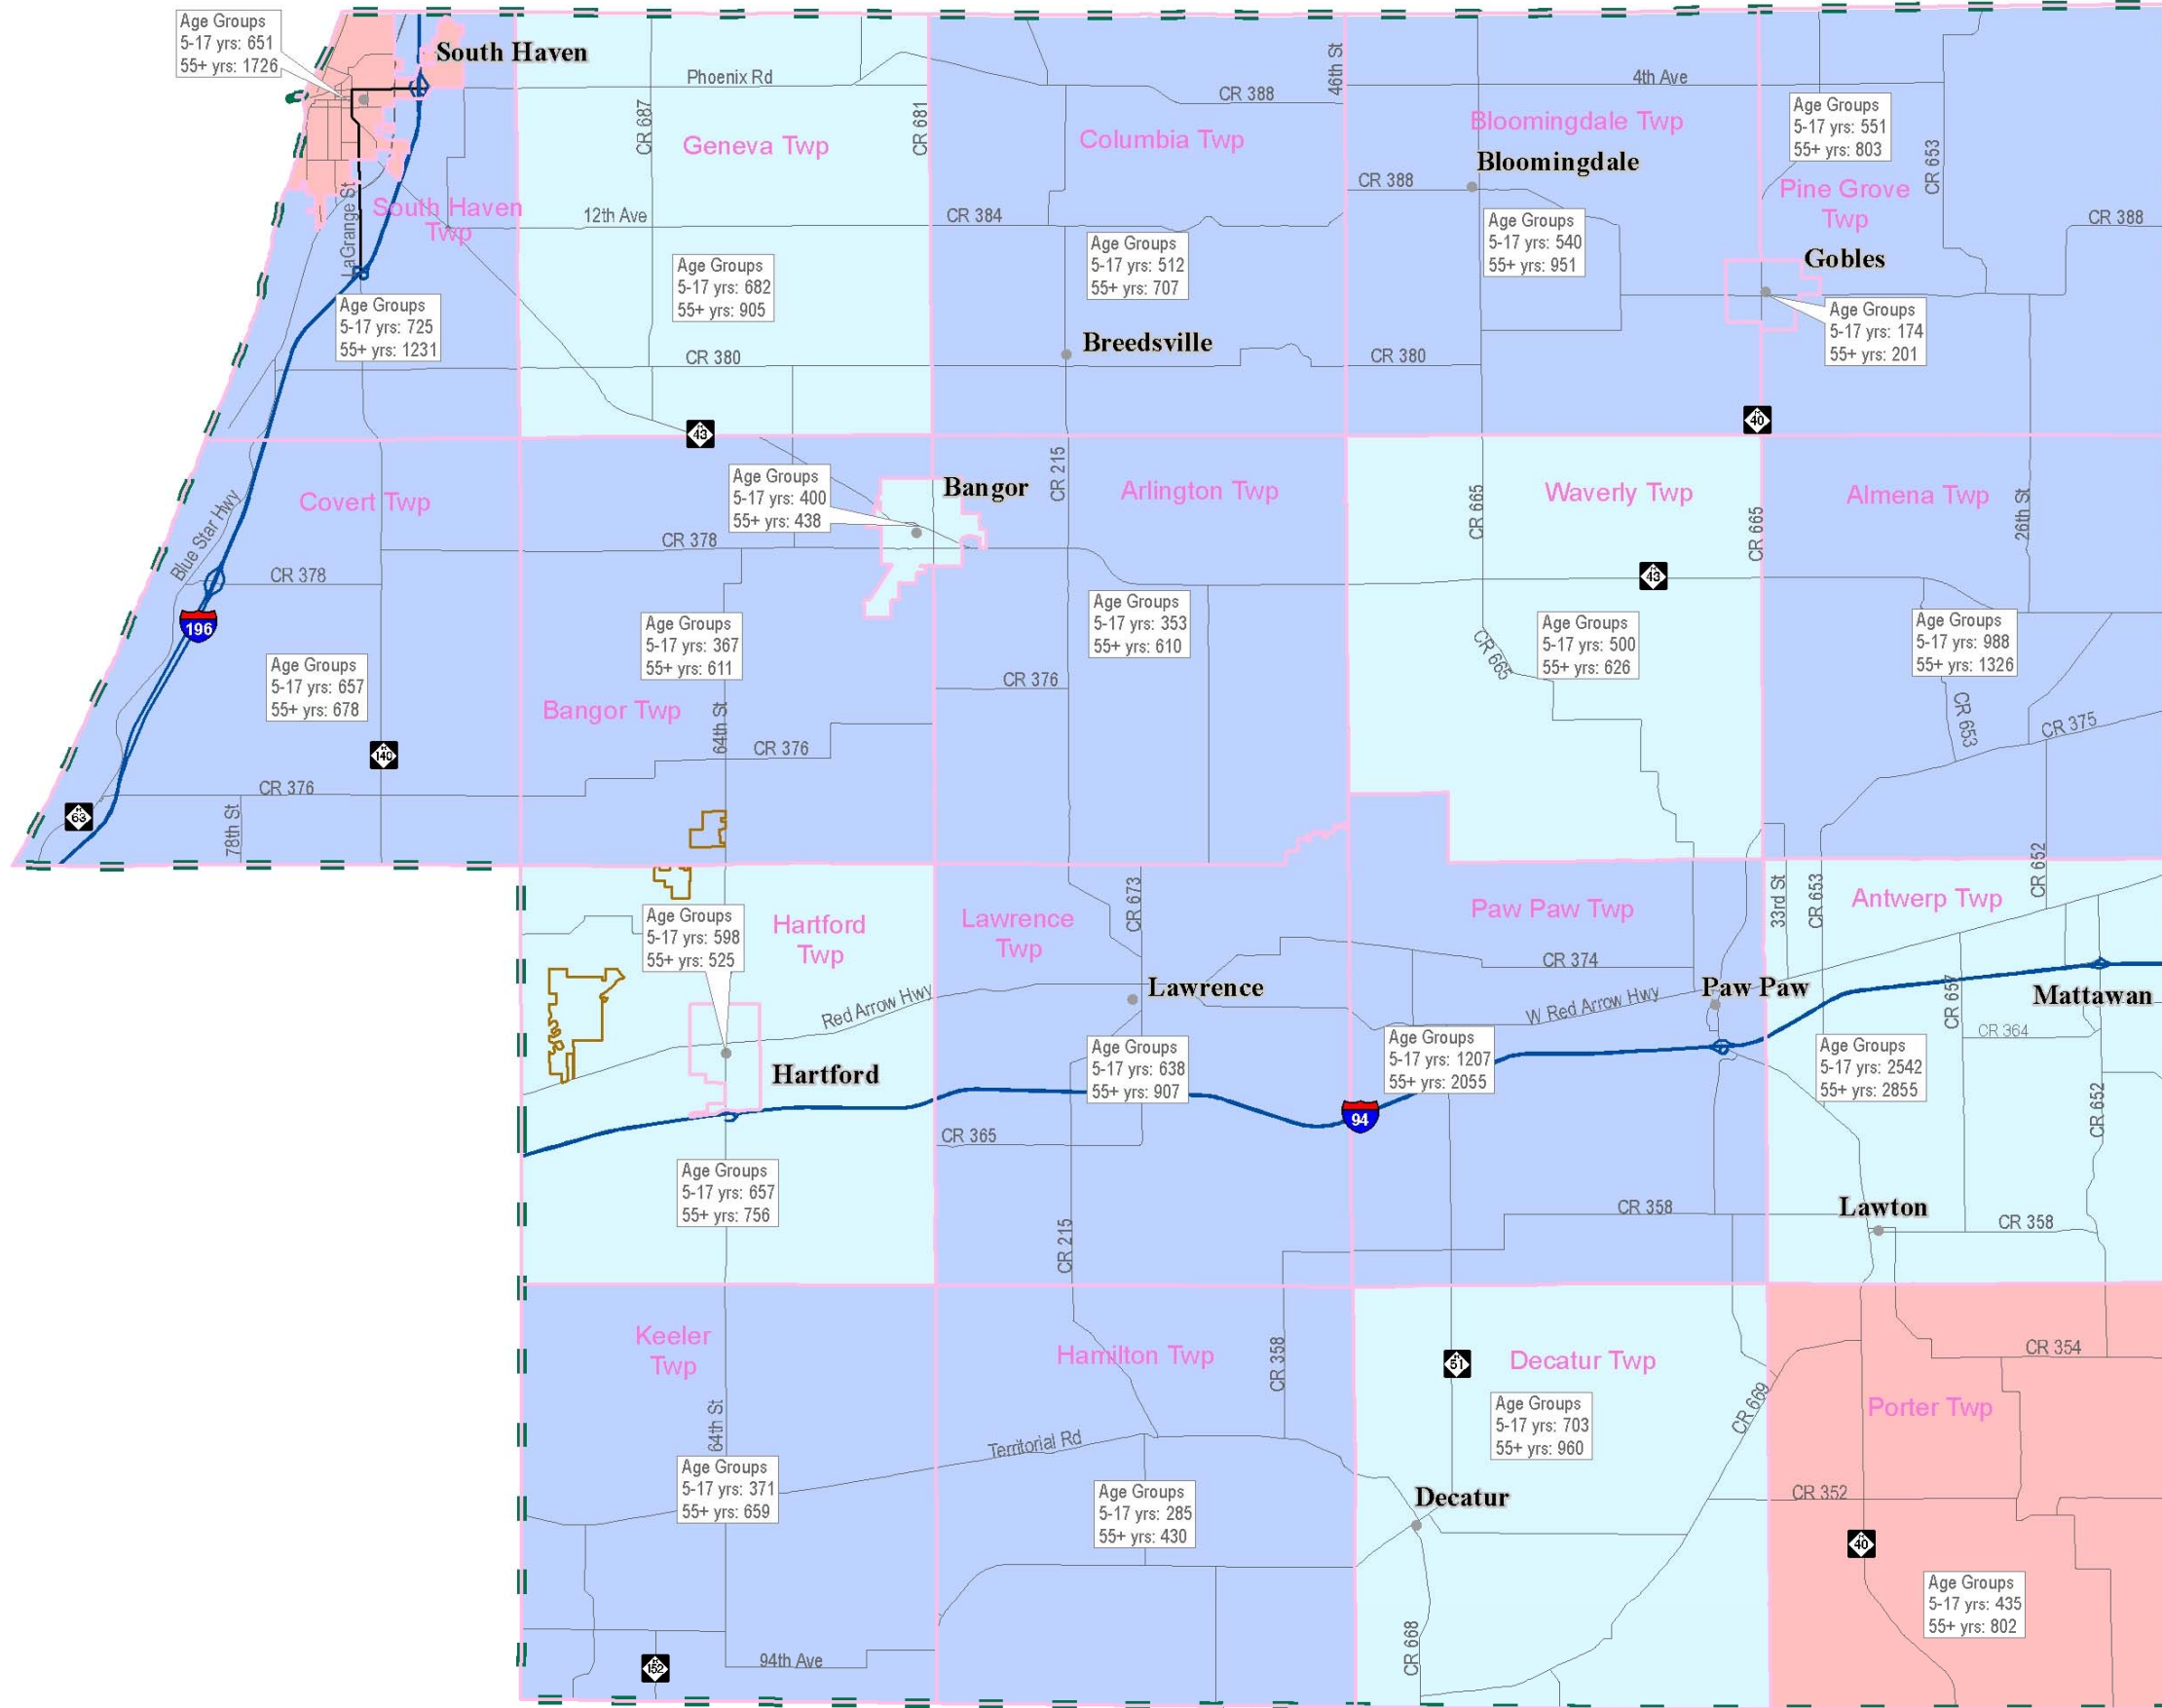 Age Groups
5-17 yrs: 651
55+ yrs: 1726
South Haven
Phoenix Rd
CR 687
CR 681
Geneva Twp
CR 388
46th St
Columbia Twp
4th Ave
Bloomingdale Twp
Bloomingdale
CR 388
Age Groups
5-17 yrs: 551
55+ yrs: 803
CR 653
Pine Grove
Twp
CR 388
LaGrange St
South Haven
Twp
12th Ave
CR 384
Age Groups
5-17 yrs: 725
55+ yrs: 1231
Age Groups
5-17 yrs: 682
55+ yrs: 905
Age Groups
5-17 yrs: 512
55+ yrs: 707
Age Groups
5-17 yrs: 540
55+ yrs: 951
Gobles
Age Groups
5-17 yrs: 174
55+ yrs: 201
Breedsville
CR 380
CR 380
43
40
Covert Twp
Blue Star Hwy
Age Groups
5-17 yrs: 400
55+ yrs: 438
Bangor
CR 215
Arlington Twp
CR 665
Waverly Twp
CR 665
Almena Twp
26th St
CR 378
CR 378
43
196
Age Groups
5-17 yrs: 657
55+ yrs: 678
Age Groups
5-17 yrs: 367
55+ yrs: 611
Age Groups
5-17 yrs: 353
55+ yrs: 610
CR 665
Age Groups
5-17 yrs: 500
55+ yrs: 626
Age Groups
5-17 yrs: 988
55+ yrs: 1326
CR 376
Bangor Twp
64th St
CR 376
CR 653
CR 375
140
CR 376
63
78th St
Age Groups
5-17 yrs: 598
55+ yrs: 525
Hartford
Twp
Lawrence
Twp
CR 673
Paw Paw Twp
33rd St
CR 653
Antwerp Twp
CR 652
CR 374
Red Arrow Hwy
Lawrence
W Red Arrow Hwy
Paw Paw
CR 657
Mattawan
CR 364
Hartford
Age Groups
5-17 yrs: 638
55+ yrs: 907
Age Groups
5-17 yrs: 1207
55+ yrs: 2055
Age Groups
5-17 yrs: 2542
55+ yrs: 2855
94
CR 365
CR 652
Age Groups
5-17 yrs: 657
55+ yrs: 756
CR 215
CR 358
Lawton
CR 358
Keeler
Twp
Hamilton Twp
CR 358
51
Decatur Twp
CR 354
CR 669
Porter Twp
Age Groups
5-17 yrs: 703
55+ yrs: 960
64th St
Territorial Rd
Age Groups
5-17 yrs: 371
55+ yrs: 659
Age Groups
5-17 yrs: 285
55+ yrs: 430
Decatur
CR 352
40
Age Groups
5-17 yrs: 435
55+ yrs: 802
CR 668
152
94th Ave